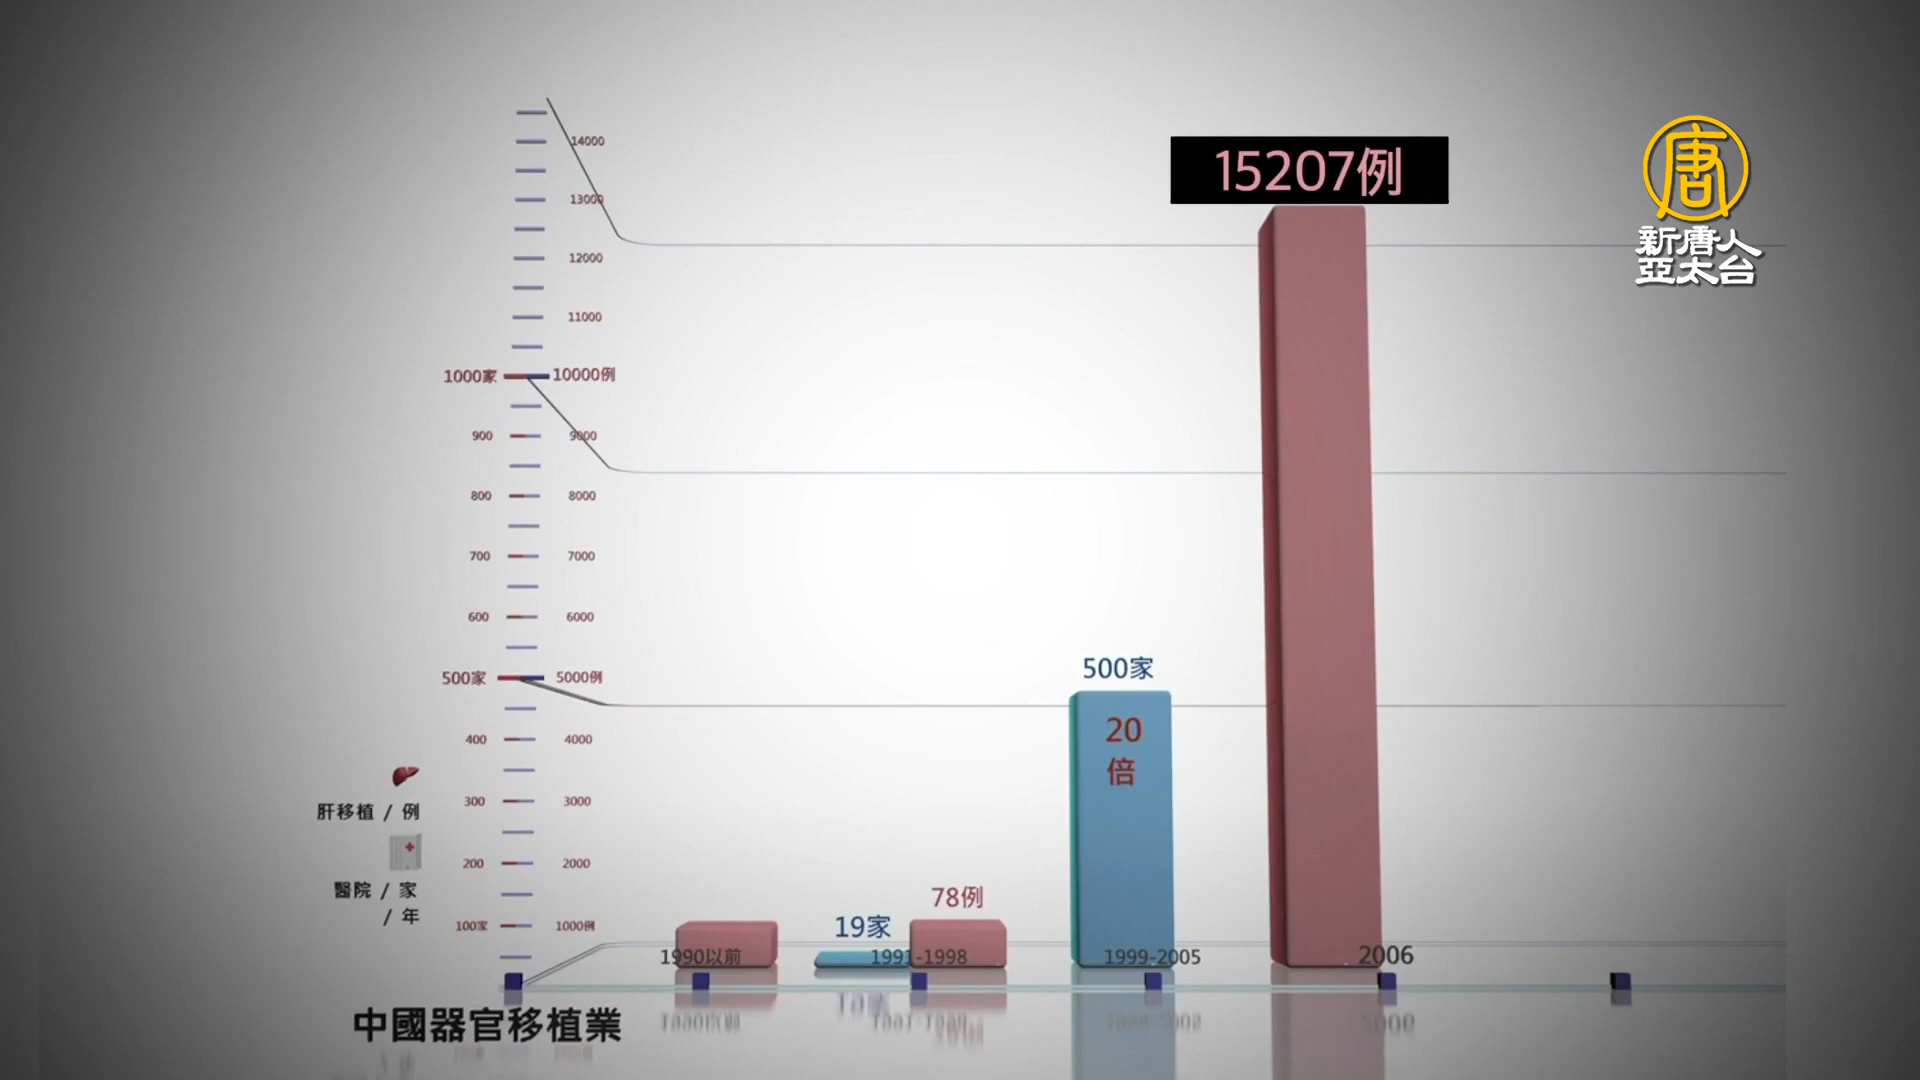 15207例
新唐人
亞太台
14000
13000
12000
11000
1000家 10000例
900 9000
800 8000
700 7000
600 6000
500家 5000例
400 4000
300 3000
200 2000
100家 1000例
肝移植 / 例
醫院 / 家
/ 年
500家
20
倍
78例
19家
1990以前 1991-1998 1999-2005 2006
中國器官移植業